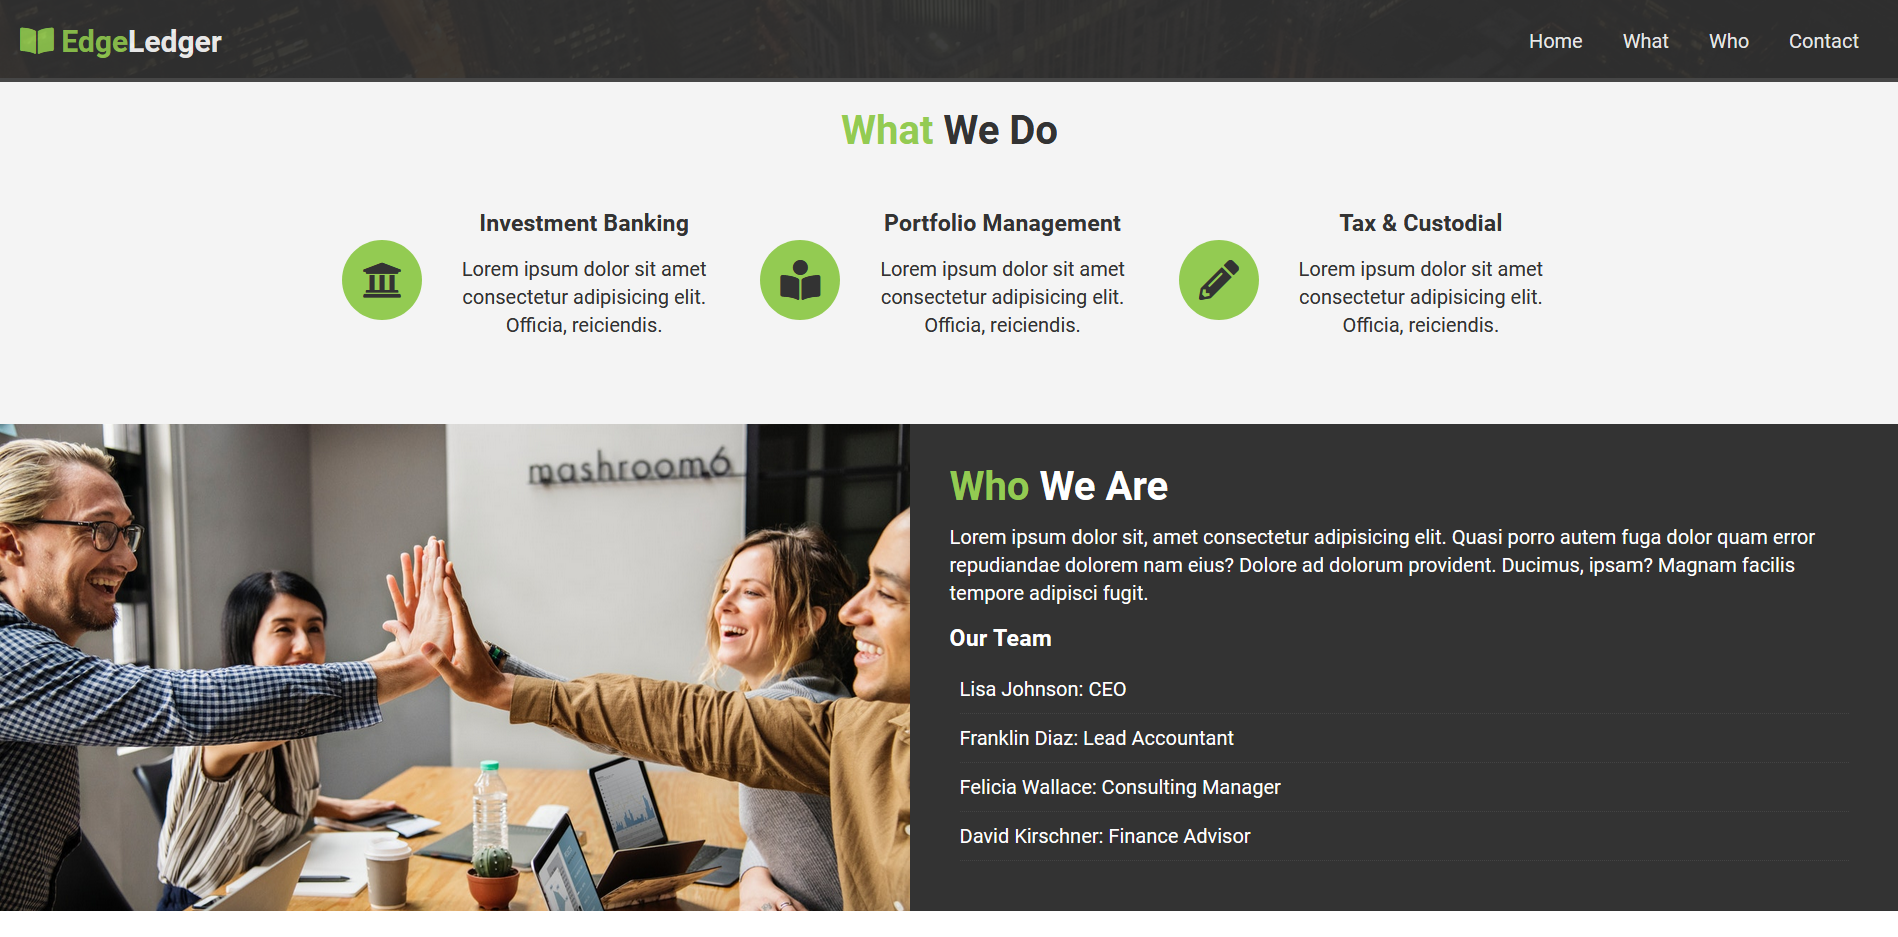 EdgeLedger
Home What Who Contact
What We Do
Investment Banking
Lorem ipsum dolor sit amet
consectetur adipisicing elit.
Officia, reiciendis.
Portfolio Management
Lorem ipsum dolor sit amet
consectetur adipisicing elit.
Officia, reiciendis.
Tax & Custodial
Lorem ipsum dolor sit amet
consectetur adipisicing elit.
Officia, reiciendis.
mashroom6
Who We Are
Lorem ipsum dolor sit, amet consectetur adipisicing elit. Quasi porro autem fuga dolor quam error
repudiandae dolorem nam eius? Dolore ad dolorum provident. Ducimus, ipsam? Magnam facilis
tempore adipisci fugit.
Our Team
Lisa Johnson: CEO
Franklin Diaz: Lead Accountant
Felicia Wallace: Consulting Manager
David Kirschner: Finance Advisor